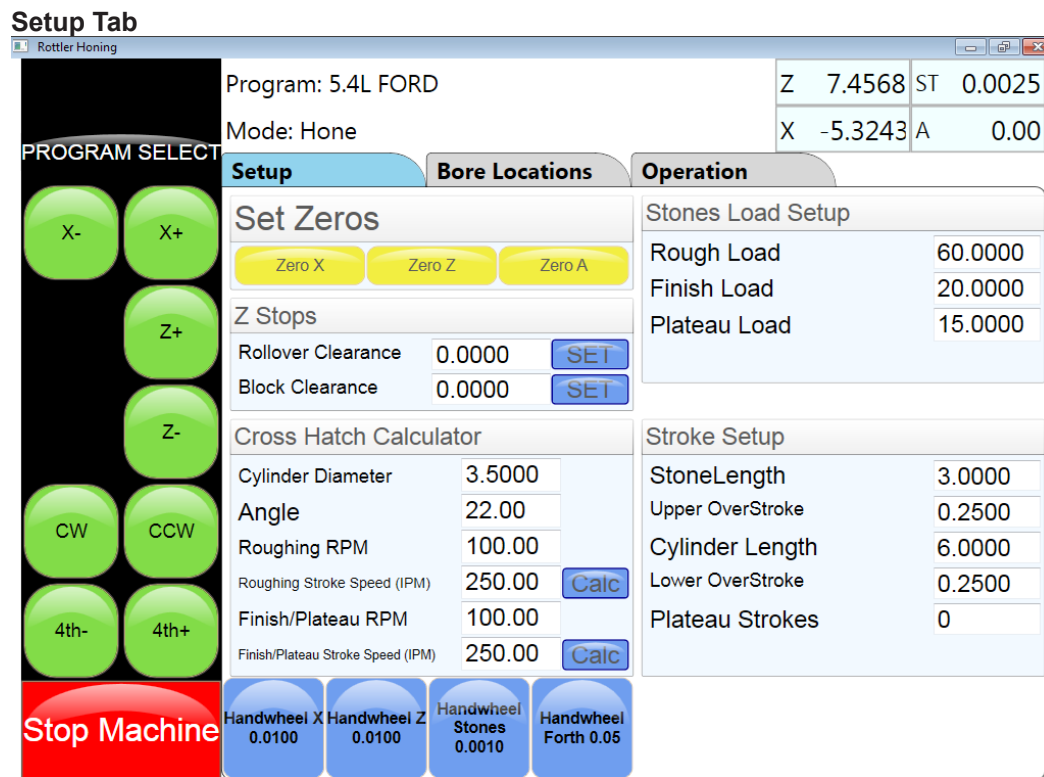 Setup Tab
Rottler Honing
Program: 5.4L FORD
Z 7.4568 ST 0.0025
Mode: Hone
X -5.3243 A 0.00
PROGRAM SELECT
Setup Bore Locations Operation
X- X+
Z+
Z-
CW CCW
4th- 4th+
Stop Machine
Set Zeros
Zero X Zero Z Zero A
Z Stops
Rollover Clearance 0.0000 SET
Block Clearance 0.0000 SET
Cross Hatch Calculator
Cylinder Diameter 3.5000
Angle 22.00
Roughing RPM 100.00
Roughing Stroke Speed (IPM) 250.00 Calc
Finish/Plateau RPM 100.00
Finish/Plateau Stroke Speed (IPM) 250.00 Calc
Stones Load Setup
Rough Load 60.0000
Finish Load 20.0000
Plateau Load 15.0000
Stroke Setup
StoneLength 3.0000
Upper OverStroke 0.2500
Cylinder Length 6.0000
Lower OverStroke 0.2500
Plateau Strokes 0
Handwheel X
0.0100
Handwheel Z
0.0100
Handwheel
Stones
0.0010
Handwheel
Forth 0.05